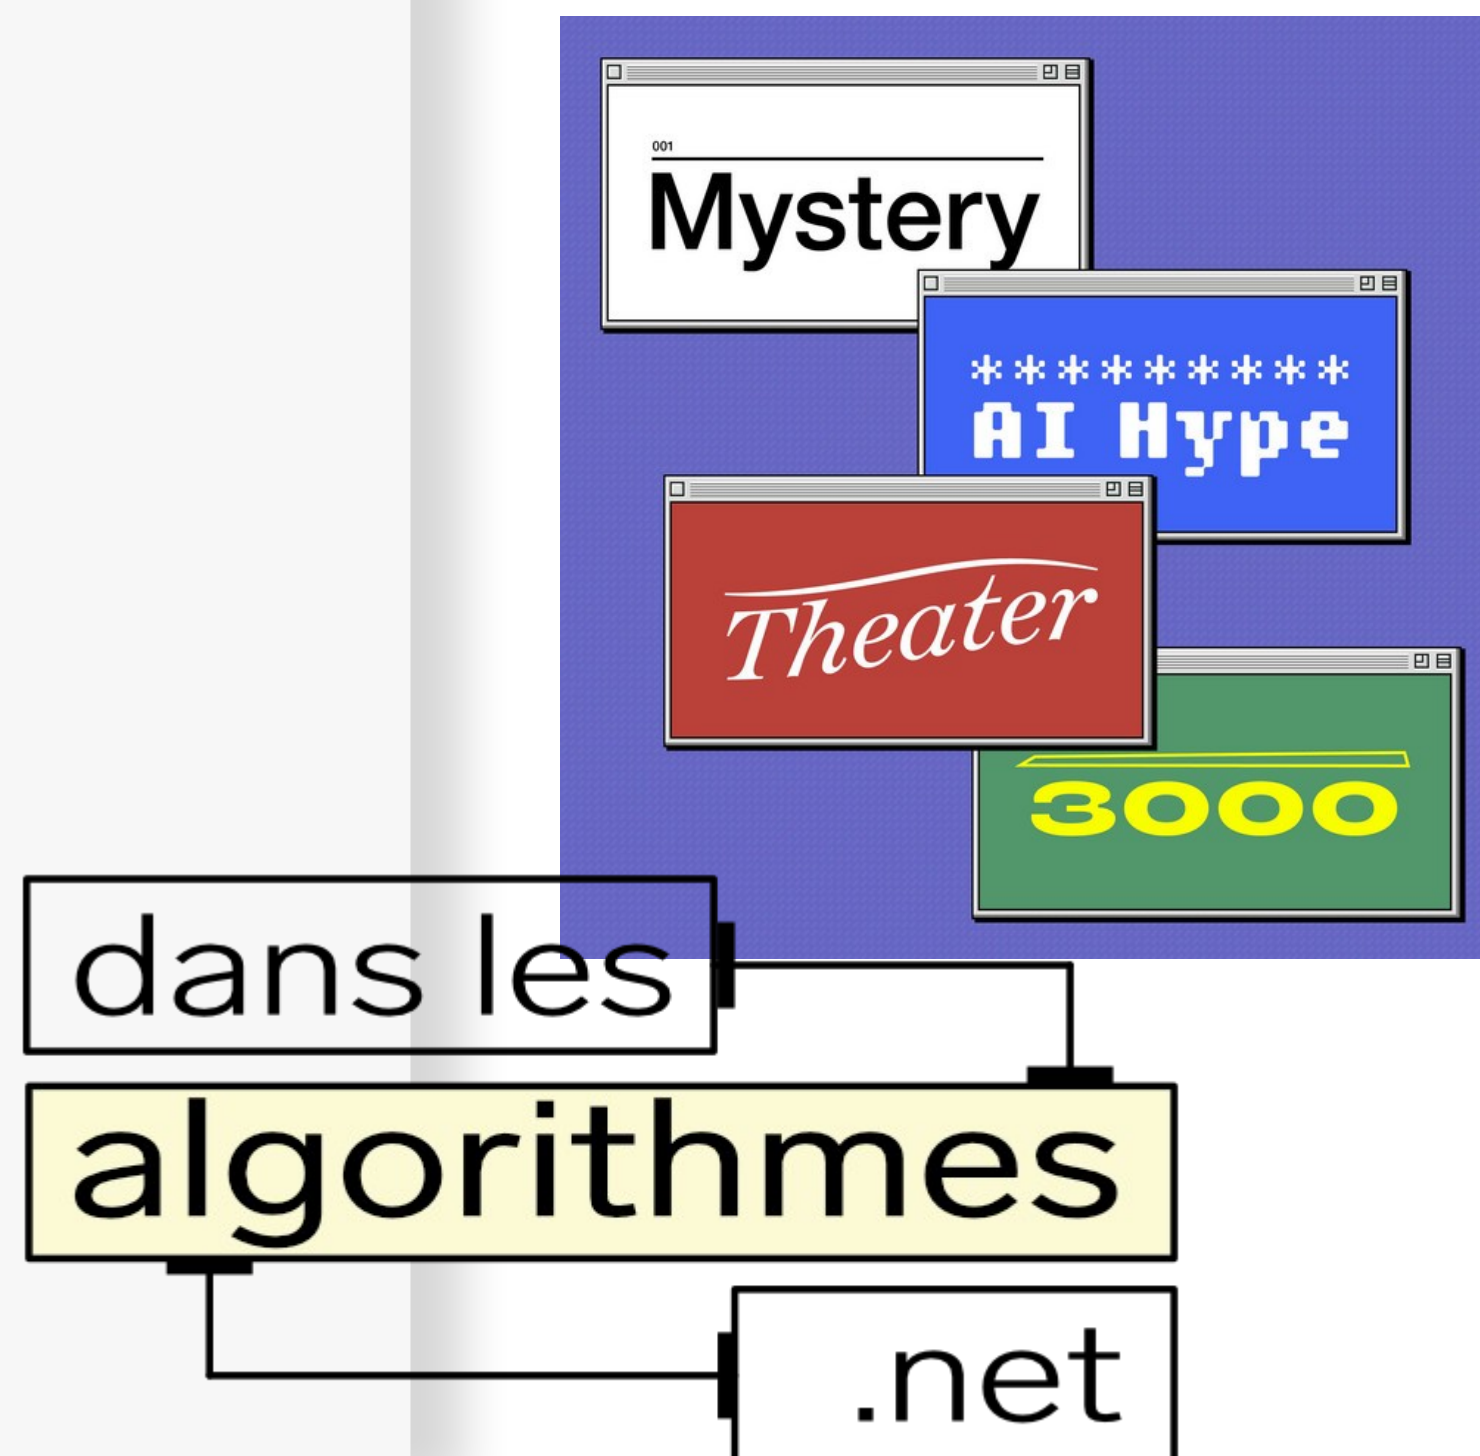 001
Mystery
*********
AI Hype
Theater
3000
dans les
algorithmes
.net